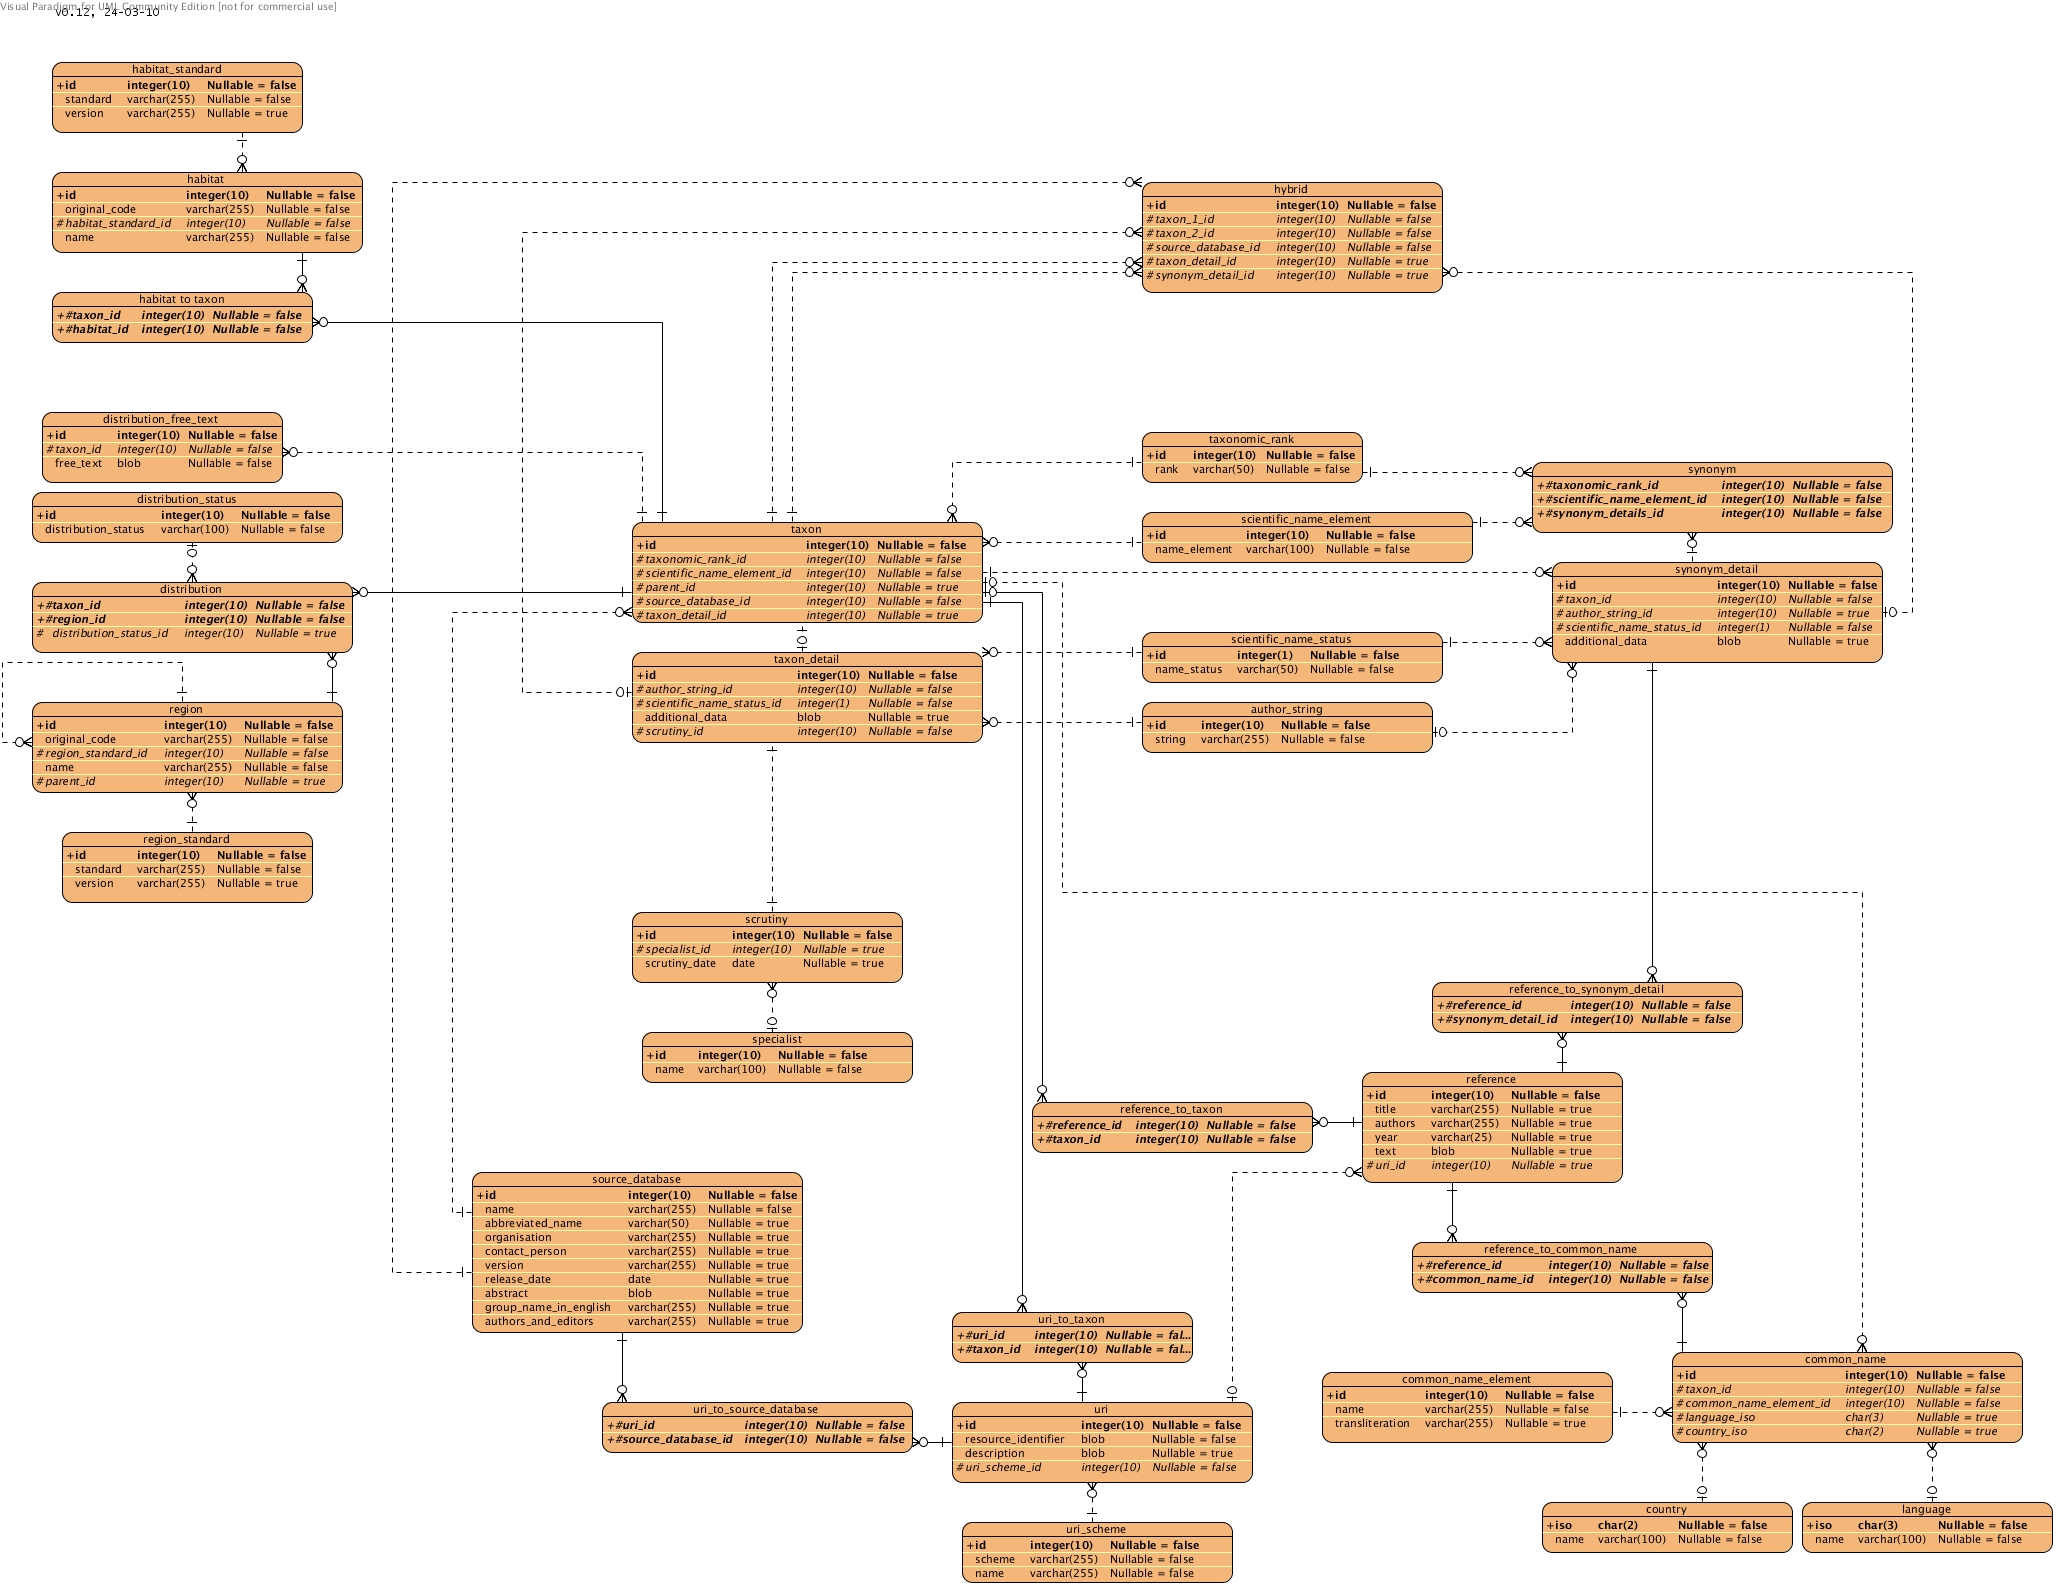 Visual Paradigm for UML Community Edition [not for commercial use]
v0.12, 24-03-10
habitat_standard
+id integer(10) Nullable = false
standard varchar(255) Nullable = false
version varchar(255) Nullable = true
habitat
+id integer(10) Nullable = false
original_code varchar(255) Nullable = false
#habitat_standard_id integer(10) Nullable = false
name varchar(255) Nullable = false
habitat to taxon
+#taxon_id integer(10) Nullable = false
+#habitat_id integer(10) Nullable = false
hybrid
+id integer(10) Nullable = false
#taxon_1_id integer(10) Nullable = false
#taxon_2_id integer(10) Nullable = false
#source_database_id integer(10) Nullable = false
#taxon_detail_id integer(10) Nullable = true
#synonym_detail_id integer(10) Nullable = true
distribution_free_text
+id integer(10) Nullable = false
#taxon_id integer(10) Nullable = false
free_text blob Nullable = false
distribution_status
+id integer(10) Nullable = false
distribution_status varchar(100) Nullable = false
distribution
+#taxon_id integer(10) Nullable = false
+#region_id integer(10) Nullable = false
# distribution_status_id integer(10) Nullable = true
region
+id integer(10) Nullable = false
original_code varchar(255) Nullable = false
#region_standard_id integer(10) Nullable = false
name varchar(255) Nullable = false
#parent_id integer(10) Nullable = true
region_standard
+id integer(10) Nullable = false
standard varchar(255) Nullable = false
version varchar(255) Nullable = true
taxon
+id integer(10) Nullable = false
#taxonomic_rank_id integer(10) Nullable = false
#scientific_name_element_id integer(10) Nullable = false
#parent_id integer(10) Nullable = true
#source_database_id integer(10) Nullable = false
#taxon_detail_id integer(10) Nullable = true
taxon_detail
+id integer(10) Nullable = false
#author_string_id integer(10) Nullable = false
#scientific_name_status_id integer(1) Nullable = false
additional_data blob Nullable = true
#scrutiny_id integer(10) Nullable = false
taxonomic_rank
+id integer(10) Nullable = false
rank varchar(50) Nullable = false
scientific_name_element
+id integer(10) Nullable = false
name_element varchar(100) Nullable = false
scientific_name_status
+id integer(1) Nullable = false
name_status varchar(50) Nullable = false
author_string
+id integer(10) Nullable = false
string varchar(255) Nullable = false
synonym
+#taxonomic_rank_id integer(10) Nullable = false
+#scientific_name_element_id integer(10) Nullable = false
+#synonym_details_id integer(10) Nullable = false
synonym_detail
+id integer(10) Nullable = false
#taxon_id integer(10) Nullable = false
#author_string_id integer(10) Nullable = true
#scientific_name_status_id integer(1) Nullable = false
additional_data blob Nullable = true
scrutiny
+id integer(10) Nullable = false
#specialist_id integer(10) Nullable = true
scrutiny_date date Nullable = true
specialist
+id integer(10) Nullable = false
name varchar(100) Nullable = false
reference_to_synonym_detail
+#reference_id integer(10) Nullable = false
+#synonym_detail_id integer(10) Nullable = false
reference
+id integer(10) Nullable = false
title varchar(255) Nullable = true
authors varchar(255) Nullable = true
year varchar(25) Nullable = true
text blob Nullable = true
#uri_id integer(10) Nullable = true
reference_to_taxon
+#reference_id integer(10) Nullable = false
+#taxon_id integer(10) Nullable = false
source_database
+id integer(10) Nullable = false
name varchar(255) Nullable = false
abbreviated_name varchar(50) Nullable = true
organisation varchar(255) Nullable = true
contact_person varchar(255) Nullable = true
version varchar(255) Nullable = true
release_date date Nullable = true
abstract blob Nullable = true
group_name_in_english varchar(255) Nullable = true
authors_and_editors varchar(255) Nullable = true
reference_to_common_name
+#reference_id integer(10) Nullable = false
+#common_name_id integer(10) Nullable = false
uri_to_taxon
+#uri_id integer(10) Nullable = fal...
+#taxon_id integer(10) Nullable = fal...
uri_to_source_database
+#uri_id integer(10) Nullable = false
+#source_database_id integer(10) Nullable = false
uri
+id integer(10) Nullable = false
resource_identifier blob Nullable = false
description blob Nullable = true
#uri_scheme_id integer(10) Nullable = false
uri_scheme
+id integer(10) Nullable = false
scheme varchar(255) Nullable = false
name varchar(255) Nullable = false
common_name_element
+id integer(10) Nullable = false
name varchar(255) Nullable = false
transliteration varchar(255) Nullable = true
common_name
+id integer(10) Nullable = false
#taxon_id integer(10) Nullable = false
#common_name_element_id integer(10) Nullable = false
#language_iso char(3) Nullable = true
#country_iso char(2) Nullable = true
country
+iso char(2) Nullable = false
name varchar(100) Nullable = false
language
+iso char(3) Nullable = false
name varchar(100) Nullable = false